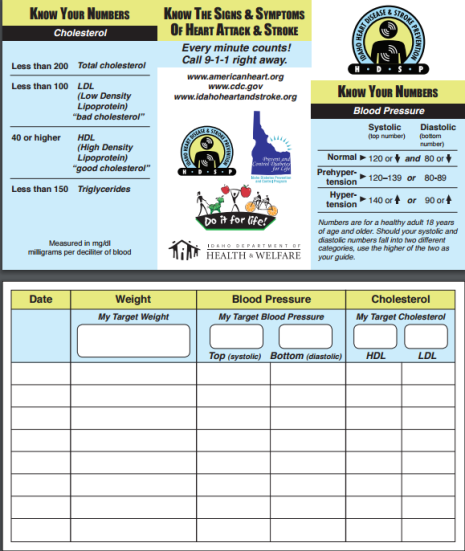 KNOW YOUR NUMBERS
Cholesterol
Less than 200 Total cholesterol
Less than 100 LDL
(Low Density
Lipoprotein)
"bad cholesterol"
40 or higher HDL
(High Density
Lipoprotein)
"good cholesterol"
Less than 150 Triglycerides
Measured in mg/dl
milligrams per deciliter of blood
KNOW THE SIGNS & SYMPTOMS
OF HEART ATTACK & STROKE
Every minute counts!
Call 9-1-1 right away.
www.americanheart.org
www.cdc.gov
www.idahoheartandstroke.org
IDAHO HEART DISEASE & STROKE PREVENTION
H • D • S • P
Prevent and
Control Diabetes
for Life
Idaho Diabetes Prevention
and Control Program
Do it for life!
IDAHO DEPARTMENT OF
HEALTH & WELFARE
IDAHO HEART DISEASE & STROKE PREVENTION
H • D • S • P
KNOW YOUR NUMBERS
Blood Pressure
Systolic Diastolic
(top number) (bottom
number)
Normal 120 or and 80 or
Prehyper-
tension 120–139 or 80-89
Hyper-
tension 140 or or 90 or
Numbers are for a healthy adult 18 years
of age and older. Should your systolic and
diastolic numbers fall into two different
categories, use the higher of the two as
your guide.
Date Weight Blood Pressure Cholesterol
My Target Weight My Target Blood Pressure My Target Cholesterol
Top (systolic) Bottom (diastolic) HDL LDL